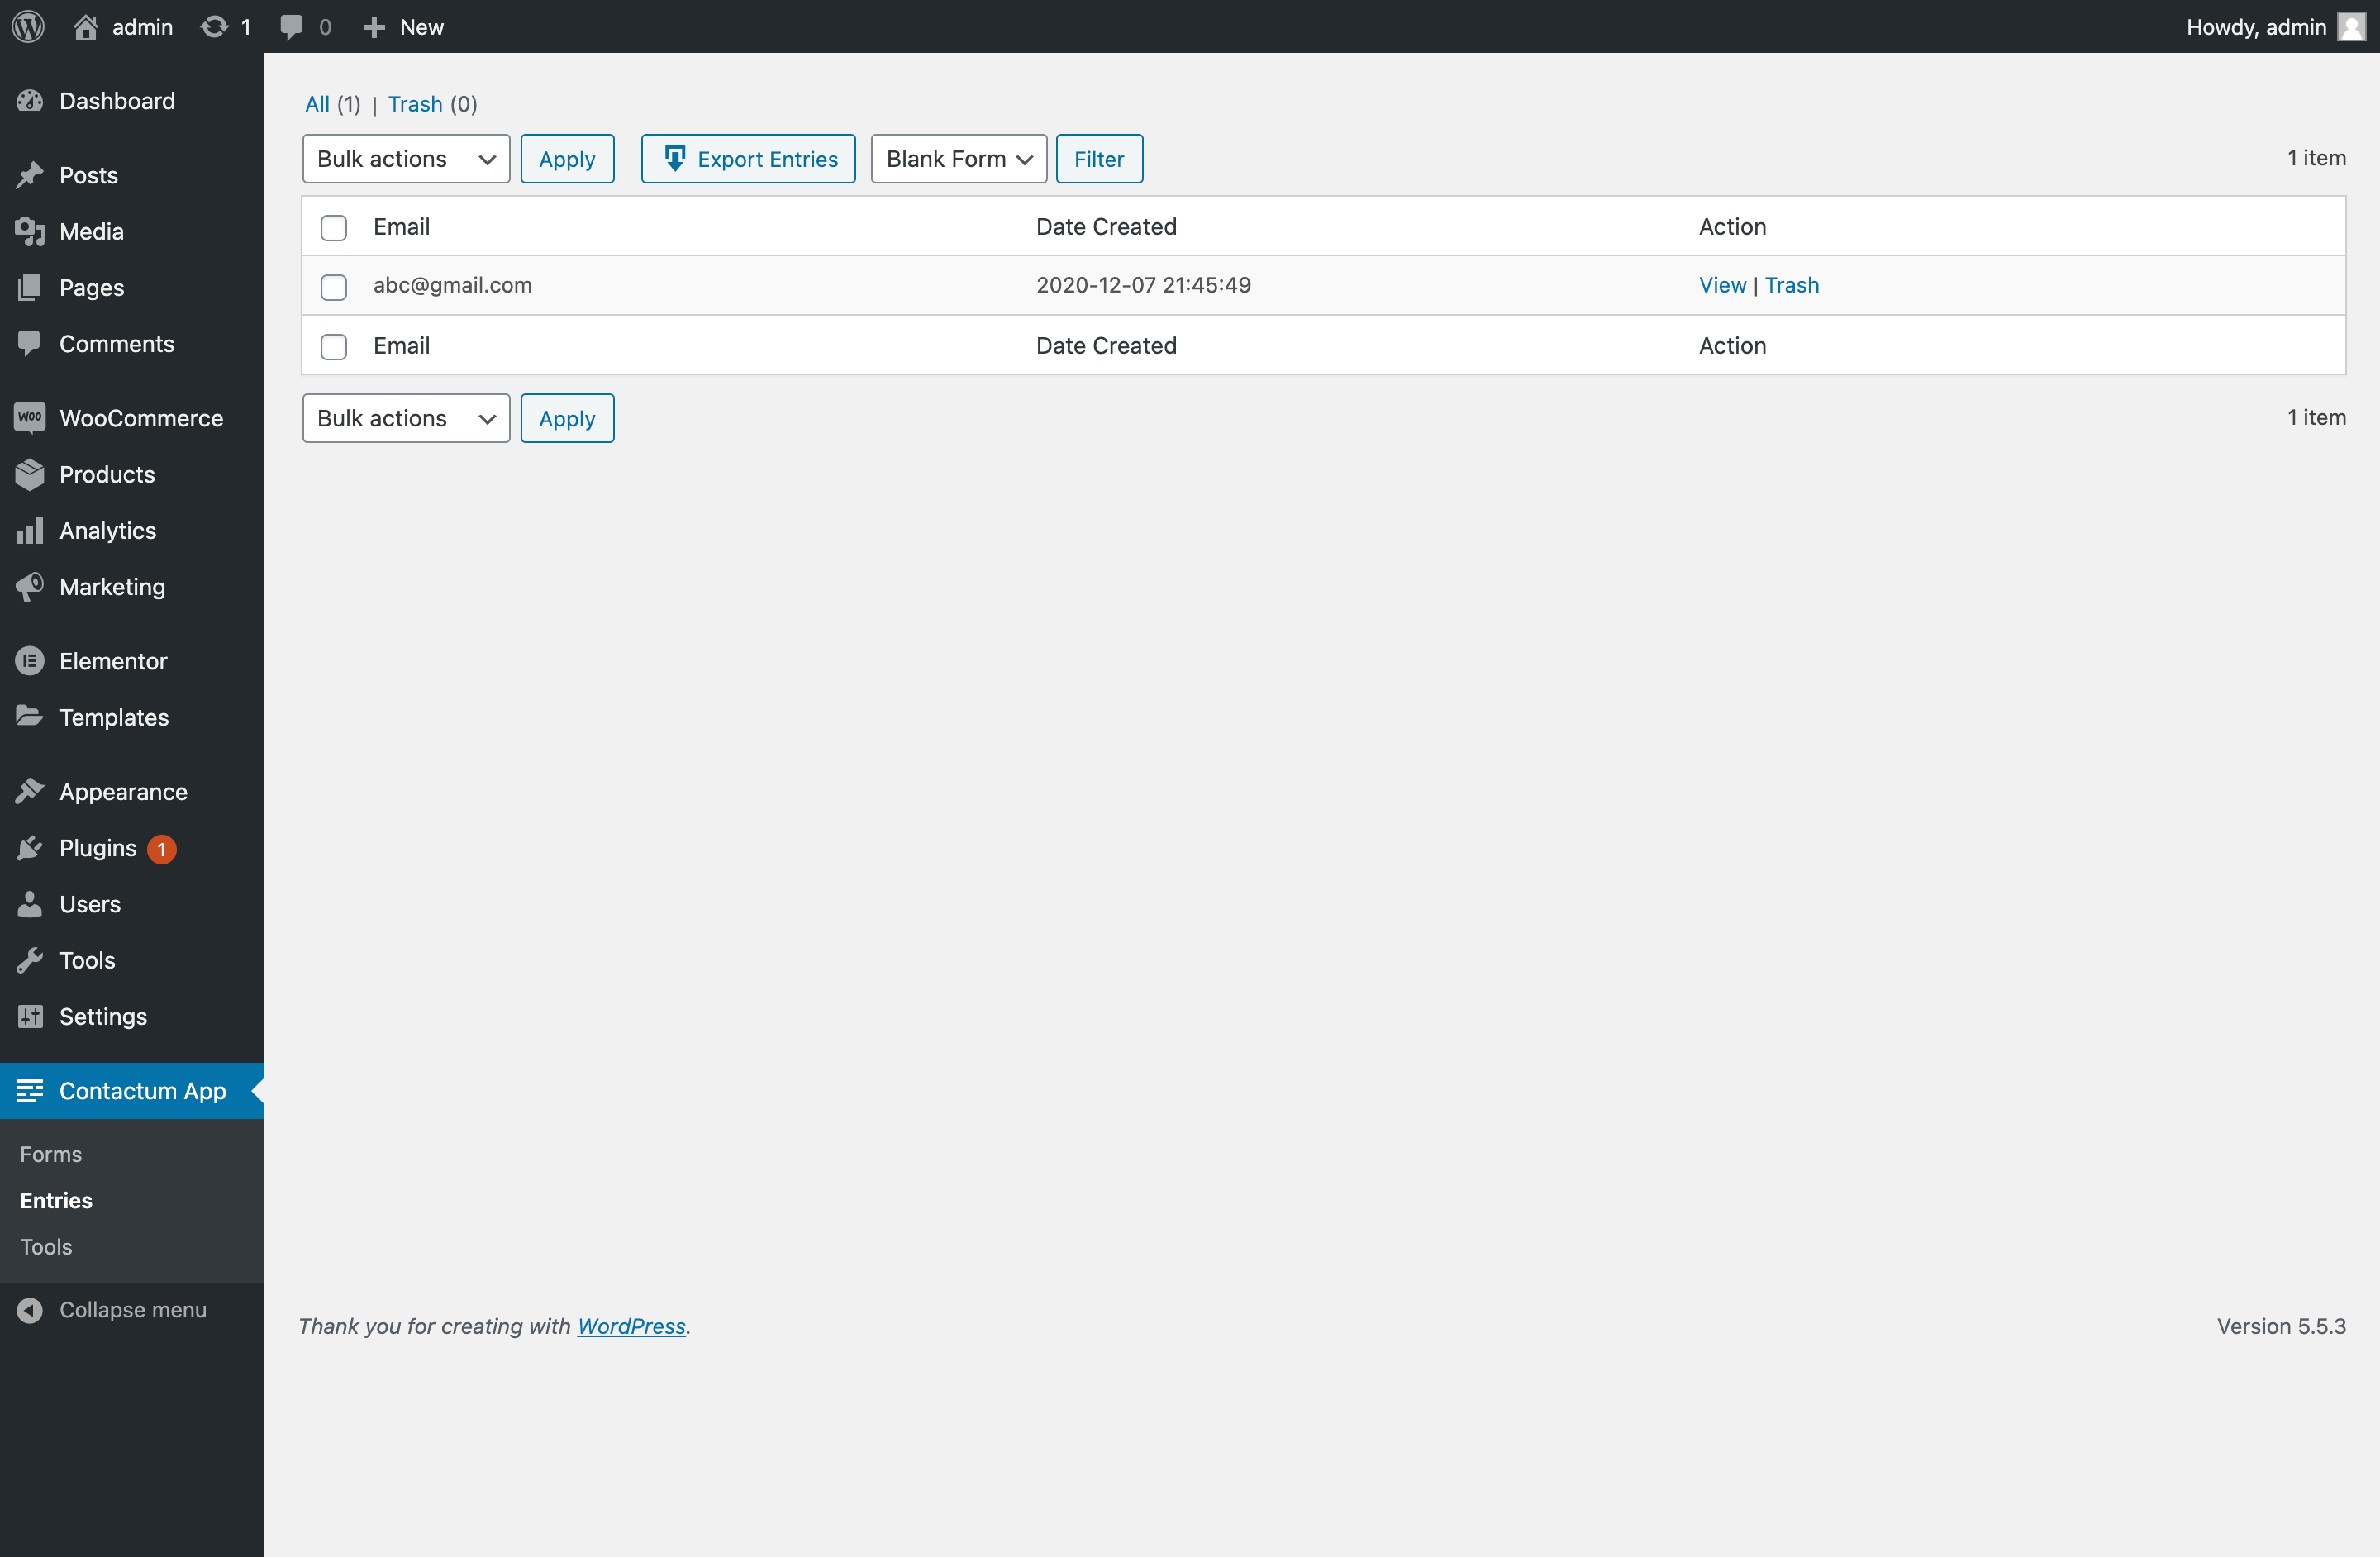 admin 1 0 New Howdy, admin
Dashboard
Posts
Media
Pages
Comments
WOO WooCommerce
Products
Analytics
Marketing
Elementor
Templates
Appearance
Plugins 1
Users
Tools
Settings
Contactum App
Forms
Entries
Tools
Collapse menu
All (1) | Trash (0)
Bulk actions Apply Export Entries Blank Form Filter 1 item
Email Date Created Action
abc@gmail.com 2020-12-07 21:45:49 View | Trash
Email Date Created Action
Bulk actions Apply 1 item
Thank you for creating with WordPress. Version 5.5.3